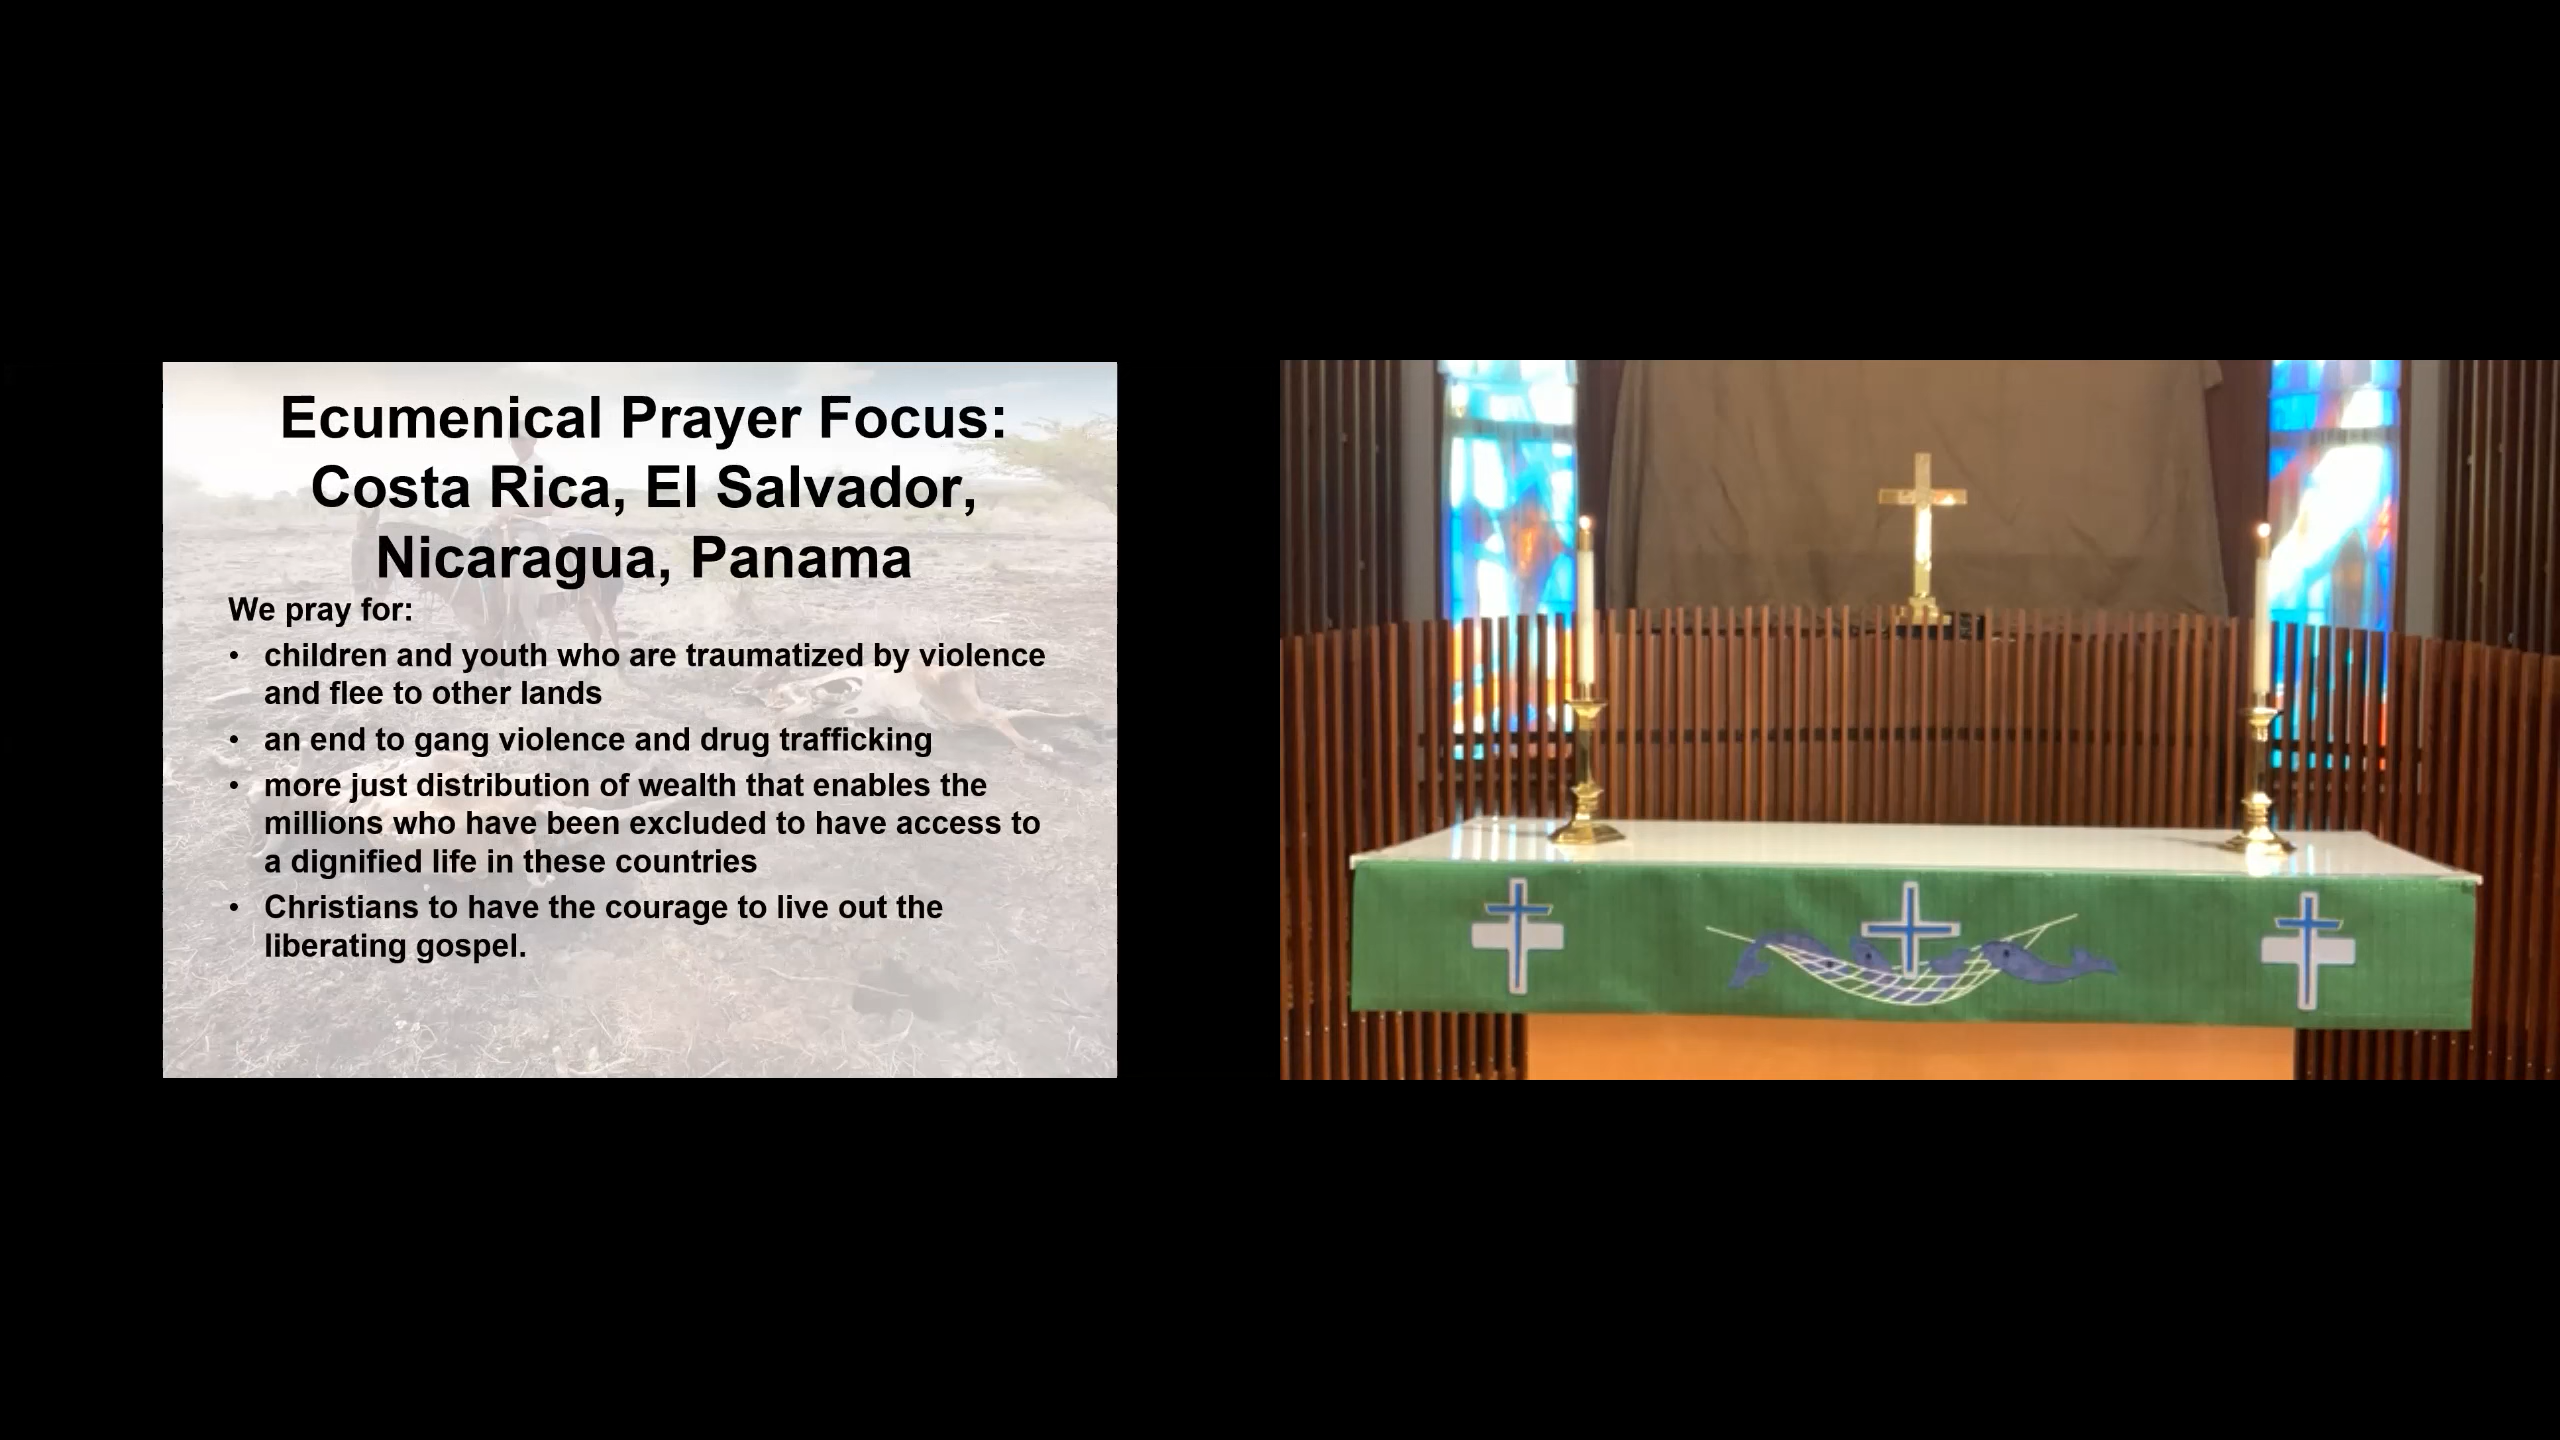 Ecumenical Prayer Focus:
Costa Rica, El Salvador,
Nicaragua, Panama
We pray for:
• children and youth who are traumatized by violence
and flee to other lands
• an end to gang violence and drug trafficking
• more just distribution of wealth that enables the
millions who have been excluded to have access to
a dignified life in these countries
• Christians to have the courage to live out the
liberating gospel.